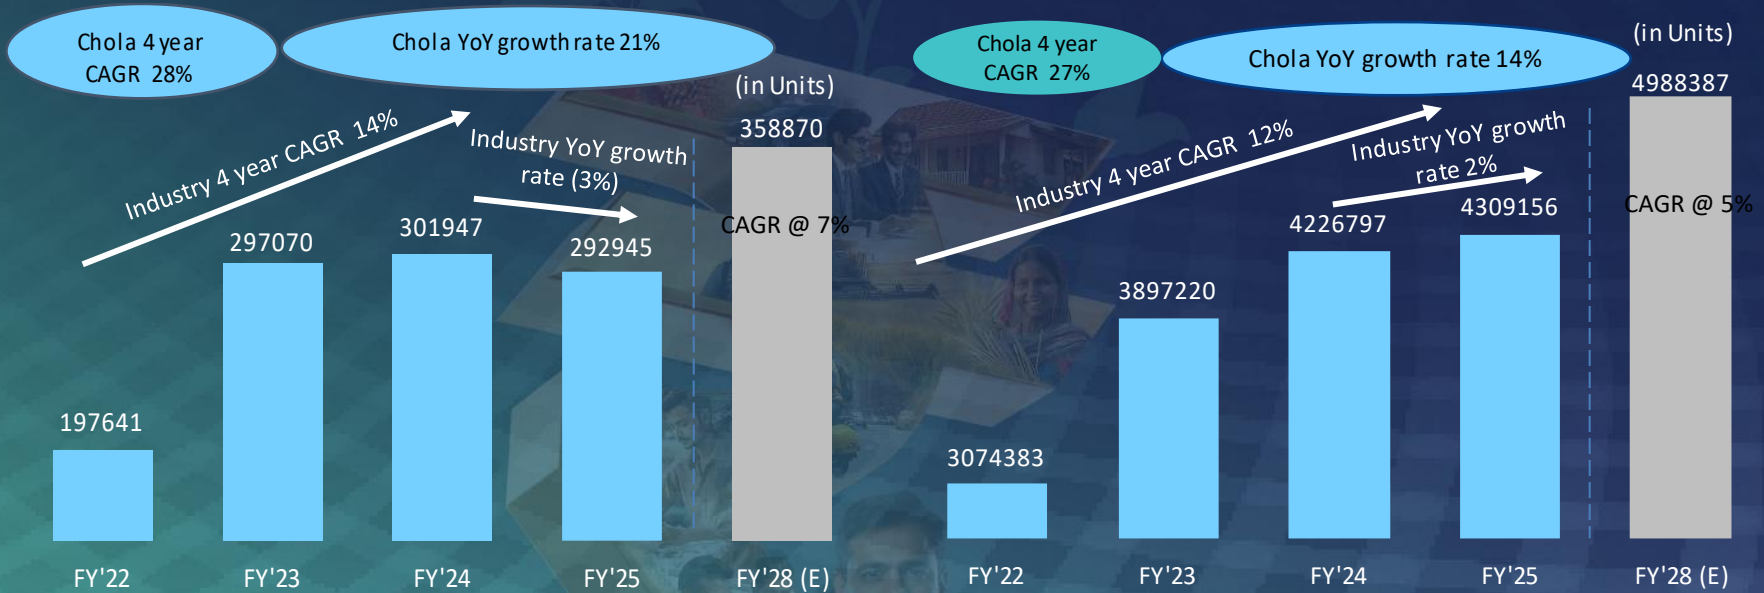 Chola 4 year
CAGR 28%
Chola YoY growth rate 21%
(in Units)
Industry 4 year CAGR 14%
Industry YoY growth
rate (3%)
CAGR @ 7%
197641
297070
301947
292945
358870
FY'22
FY'23
FY'24
FY'25
FY'28 (E)
Chola 4 year
CAGR 27%
Chola YoY growth rate 14%
(in Units)
Industry 4 year CAGR 12%
Industry YoY growth
rate 2%
CAGR @ 5%
3074383
3897220
4226797
4309156
4988387
FY'22
FY'23
FY'24
FY'25
FY'28 (E)